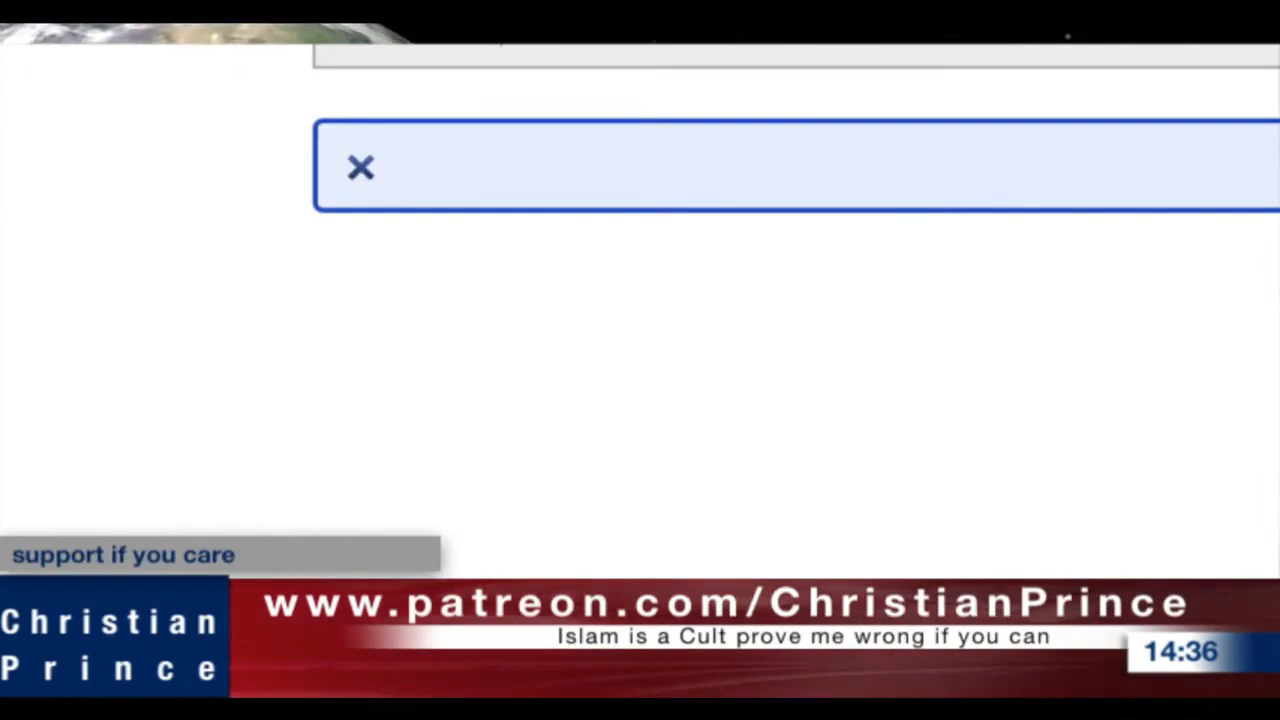 support if you care
Christian
Prince
www.patreon.com/ChristianPrince
Islam is a Cult prove me wrong if you can
14:36